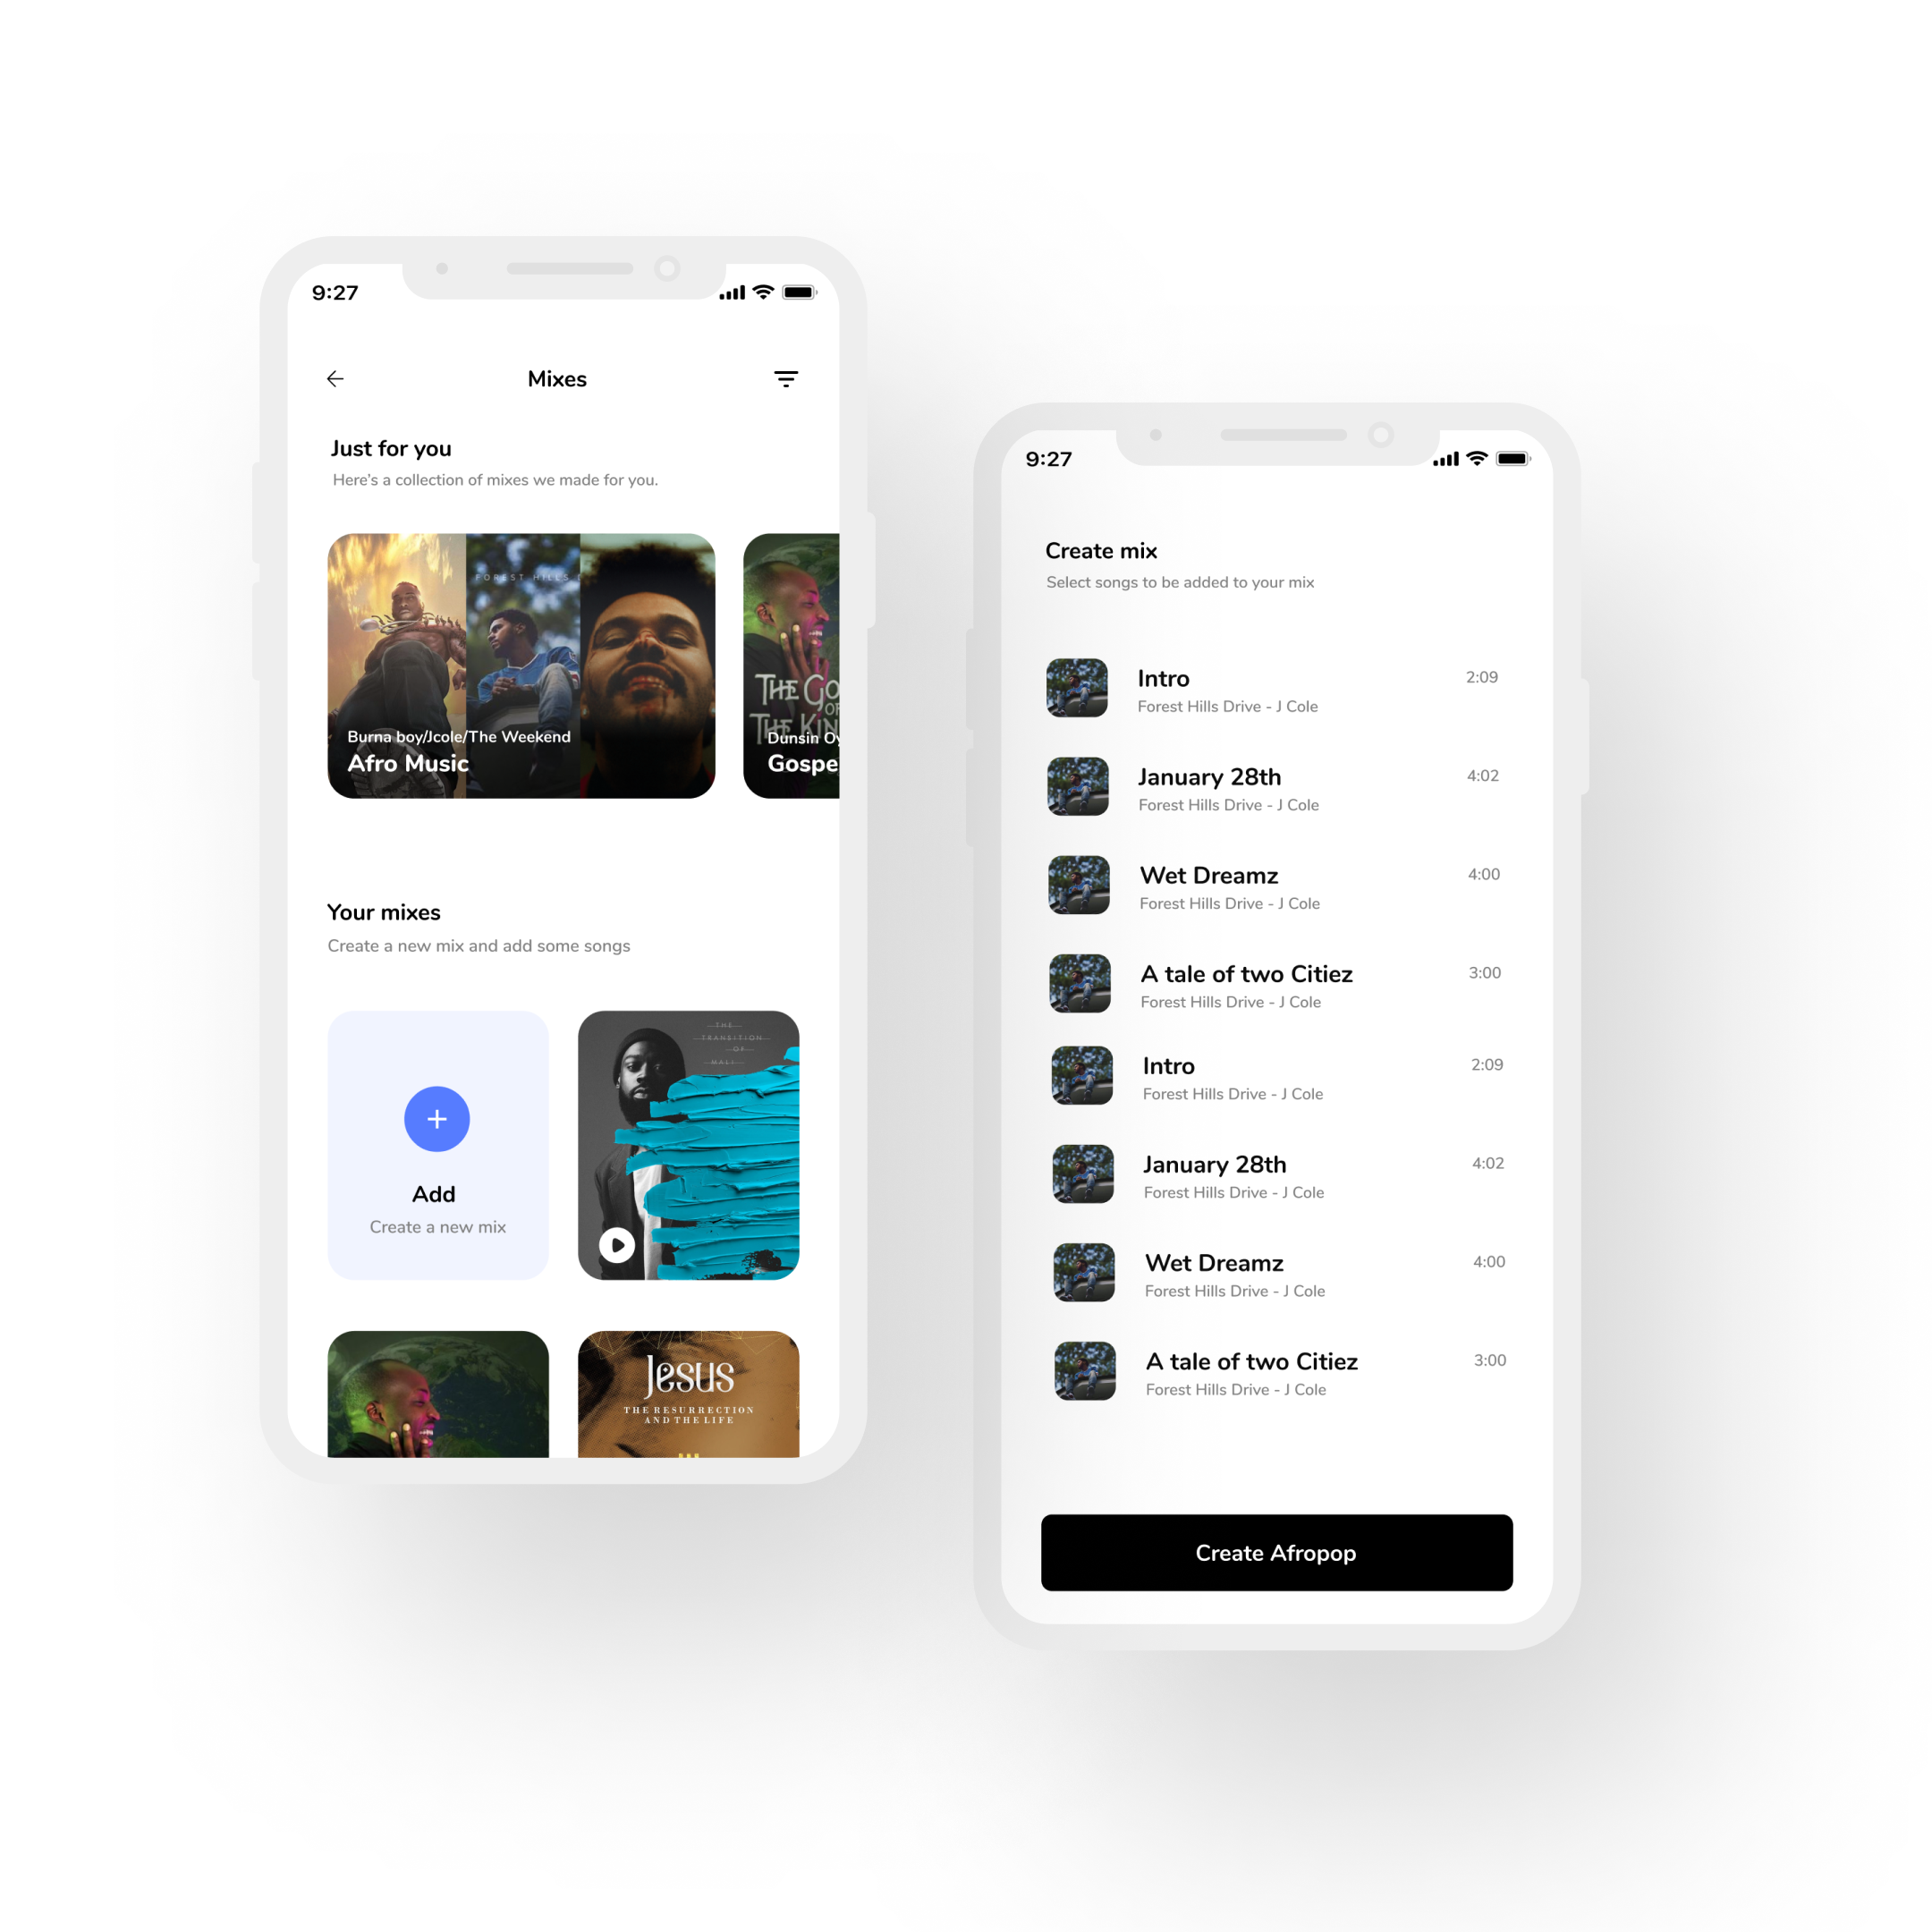 9:27
Mixes
Just for you
Here's a collection of mixes we made for you.
FOREST HILLS
THE GO
OF
THE KIN
Burna boy/Jcole/The Weekend
Afro Music
Dunsin Oy
Gospe
Your mixes
Create a new mix and add some songs
Add
Create a new mix
THE
TRANSITION
OF
MALI
Jesus
THE RESURRECTION
AND THE LIFE
9:27
Create mix
Select songs to be added to your mix
Intro 2:09
Forest Hills Drive - J Cole
January 28th 4:02
Forest Hills Drive - J Cole
Wet Dreamz 4:00
Forest Hills Drive - J Cole
A tale of two Citiez 3:00
Forest Hills Drive - J Cole
Intro 2:09
Forest Hills Drive - J Cole
January 28th 4:02
Forest Hills Drive - J Cole
Wet Dreamz 4:00
Forest Hills Drive - J Cole
A tale of two Citiez 3:00
Forest Hills Drive - J Cole
Create Afropop